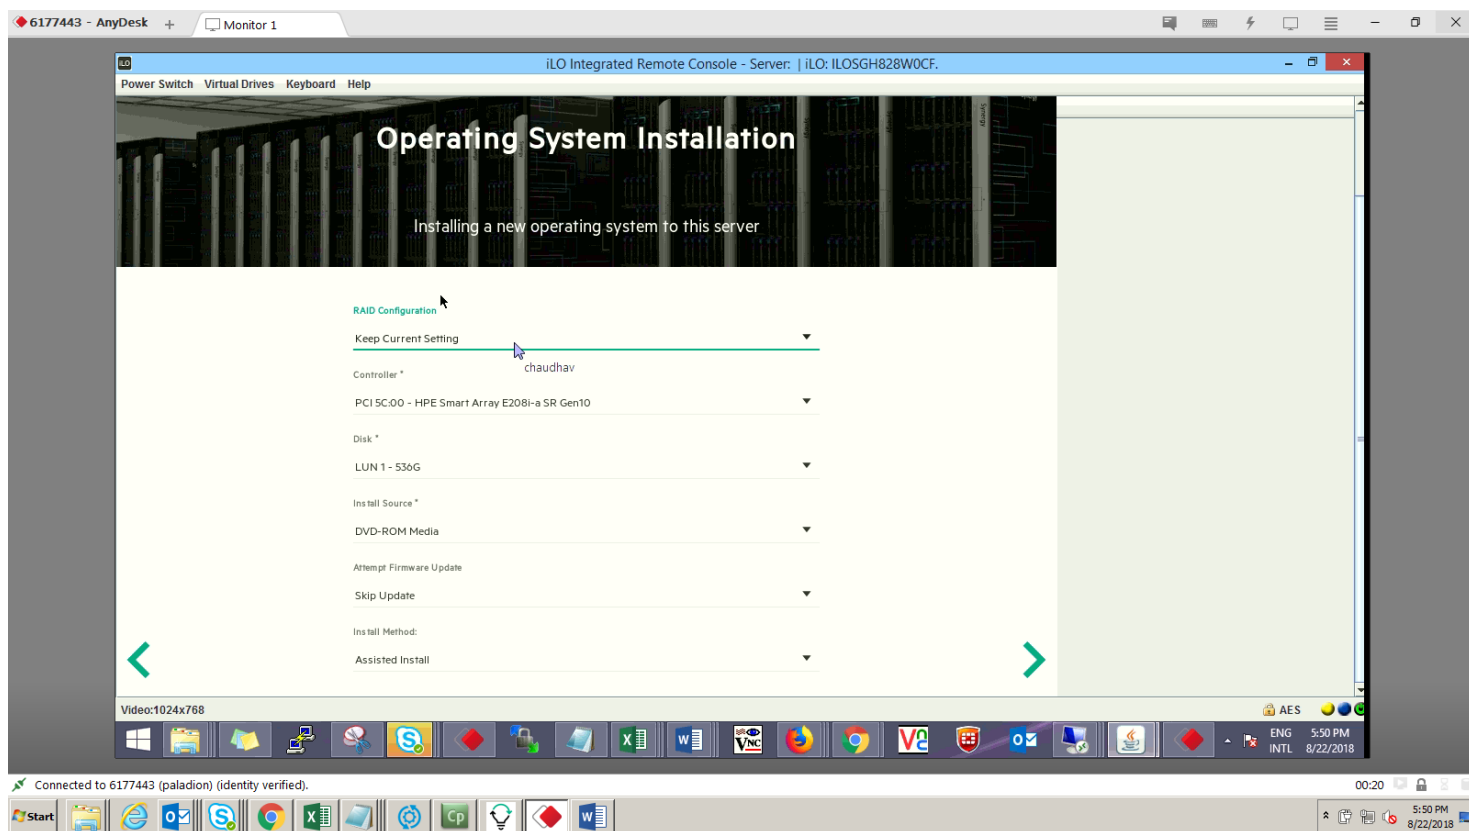 6177443 - AnyDesk
Monitor 1
iLO
iLO Integrated Remote Console - Server: | iLO: ILOSGH828W0CF.
Power Switch Virtual Drives Keyboard Help
Operating System Installation
Installing a new operating system to this server
RAID Configuration
Keep Current Setting
chaudhav
Controller *
PCI 5C:00 - HPE Smart Array E208i-a SR Gen10
Disk *
LUN 1 - 536G
Install Source *
DVD-ROM Media
Attempt Firmware Update
Skip Update
Install Method:
Assisted Install
Video:1024x768
AES
ENG
INTL
5:50 PM
8/22/2018
Connected to 6177443 (paladion) (identity verified).
00:20
Start
Cp
5:50 PM
8/22/2018